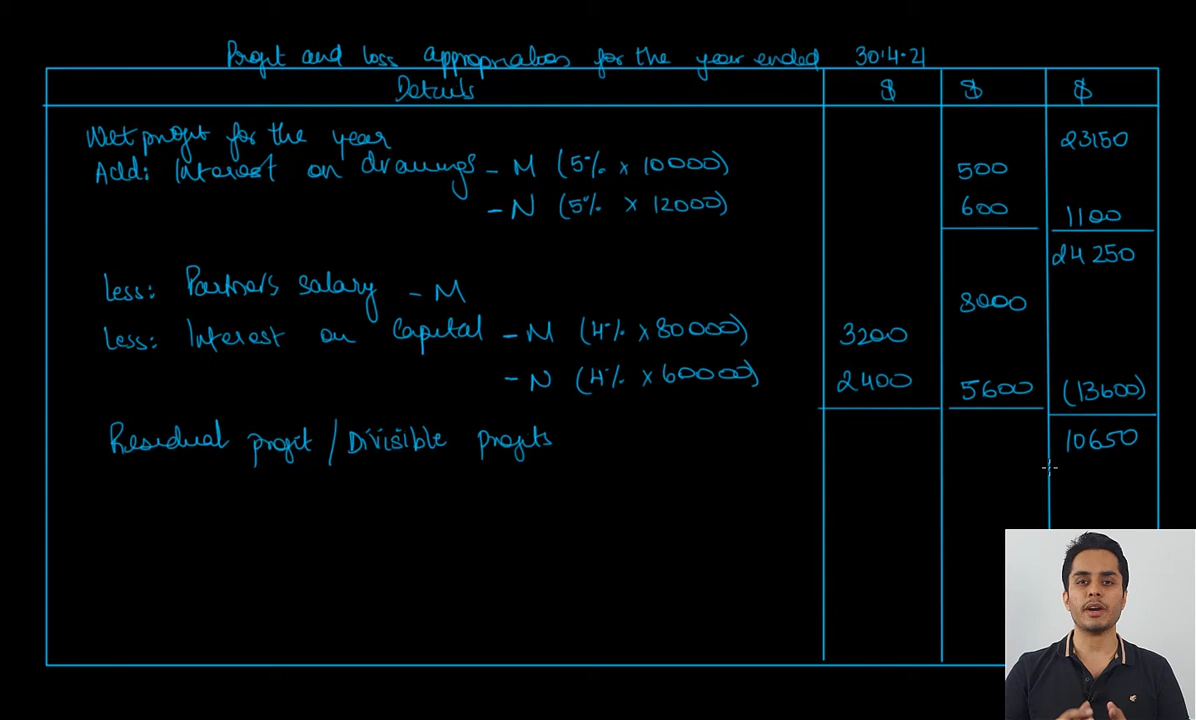 Profit and loss appropriation for the year ended 30.4.21
Details $ $ $
Net profit for the year 23150
Add: Interest on drawings - M (5% x 10000) 500
- N (5% x 12000) 600 1100
24250
Less: Partner's salary - M 8000
Less: Interest on Capital - M (4% x 80000) 3200
- N (4% x 60000) 2400 5600 (13600)
Residual profit / Divisible profits 10650